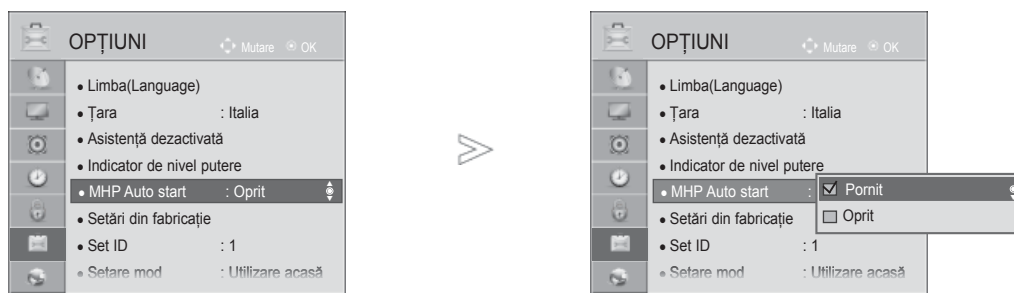 OPȚIUNI
Mutare OK
• Limba(Language)
• Țara : Italia
• Asistență dezactivată
• Indicator de nivel putere
• MHP Auto start : Oprit
• Setări din fabricație
• Set ID : 1
• Setare mod : Utilizare acasă
>
OPȚIUNI
Mutare OK
• Limba(Language)
• Țara : Italia
• Asistență dezactivată
• Indicator de nivel putere
• MHP Auto start :
Pornit
Oprit
• Setări din fabricație
• Set ID : 1
• Setare mod : Utilizare acasă